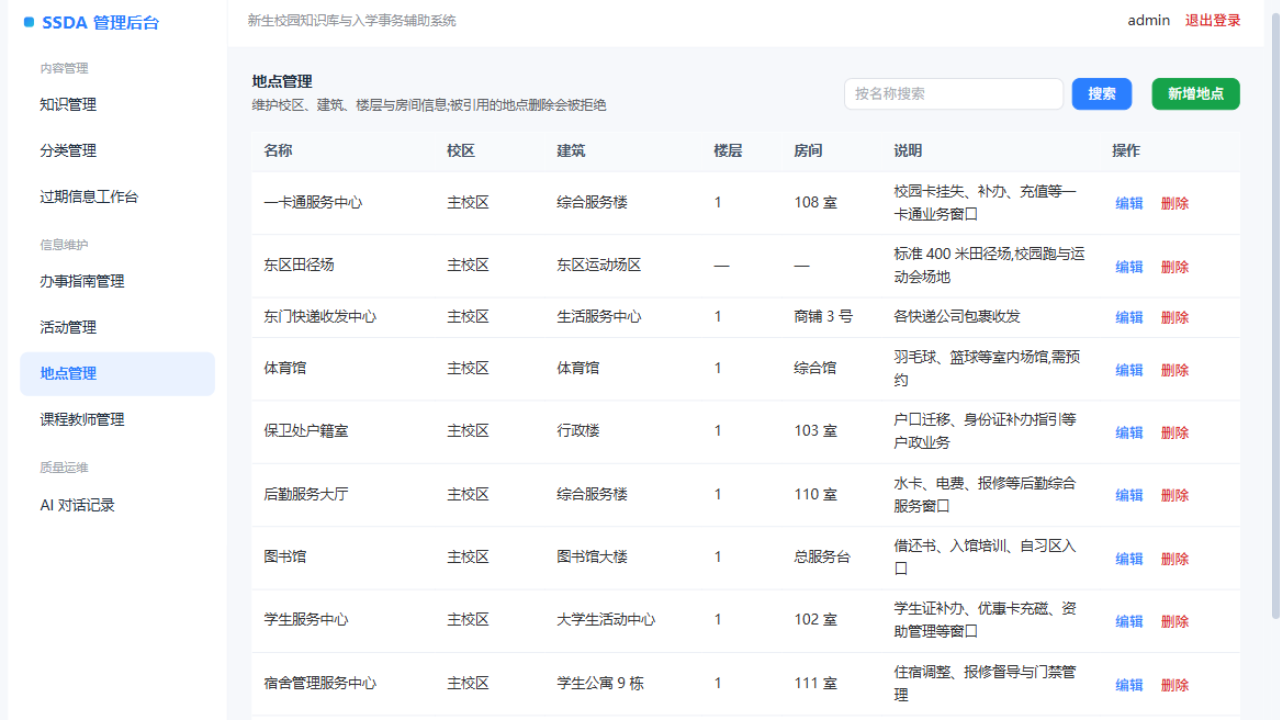 SSDA 管理后台
新生校园知识库与入学事务辅助系统
admin 退出登录
内容管理
知识管理
分类管理
过期信息工作台
信息维护
办事指南管理
活动管理
地点管理
课程教师管理
质量运维
AI 对话记录
地点管理
维护校区、建筑、楼层与房间信息;被引用的地点删除会被拒绝
按名称搜索 搜索 新增地点
名称 校区 建筑 楼层 房间 说明 操作
一卡通服务中心 主校区 综合服务楼 1 108 室 校园卡挂失、补办、充值等一
卡通业务窗口 编辑 删除
东区田径场 主校区 东区运动场区 — — 标准 400 米田径场,校园跑与运
动会场地 编辑 删除
东门快递收发中心 主校区 生活服务中心 1 商铺 3 号 各快递公司包裹收发 编辑 删除
体育馆 主校区 体育馆 1 综合馆 羽毛球、篮球等室内场馆,需预
约 编辑 删除
保卫处户籍室 主校区 行政楼 1 103 室 户口迁移、身份证补办指引等
户政业务 编辑 删除
后勤服务大厅 主校区 综合服务楼 1 110 室 水卡、电费、报修等后勤综合
服务窗口 编辑 删除
图书馆 主校区 图书馆大楼 1 总服务台 借还书、入馆培训、自习区入
口 编辑 删除
学生服务中心 主校区 大学生活动中心 1 102 室 学生证补办、优惠卡充磁、资
助管理等窗口 编辑 删除
宿舍管理服务中心 主校区 学生公寓 9 栋 1 111 室 住宿调整、报修督导与门禁管
理 编辑 删除